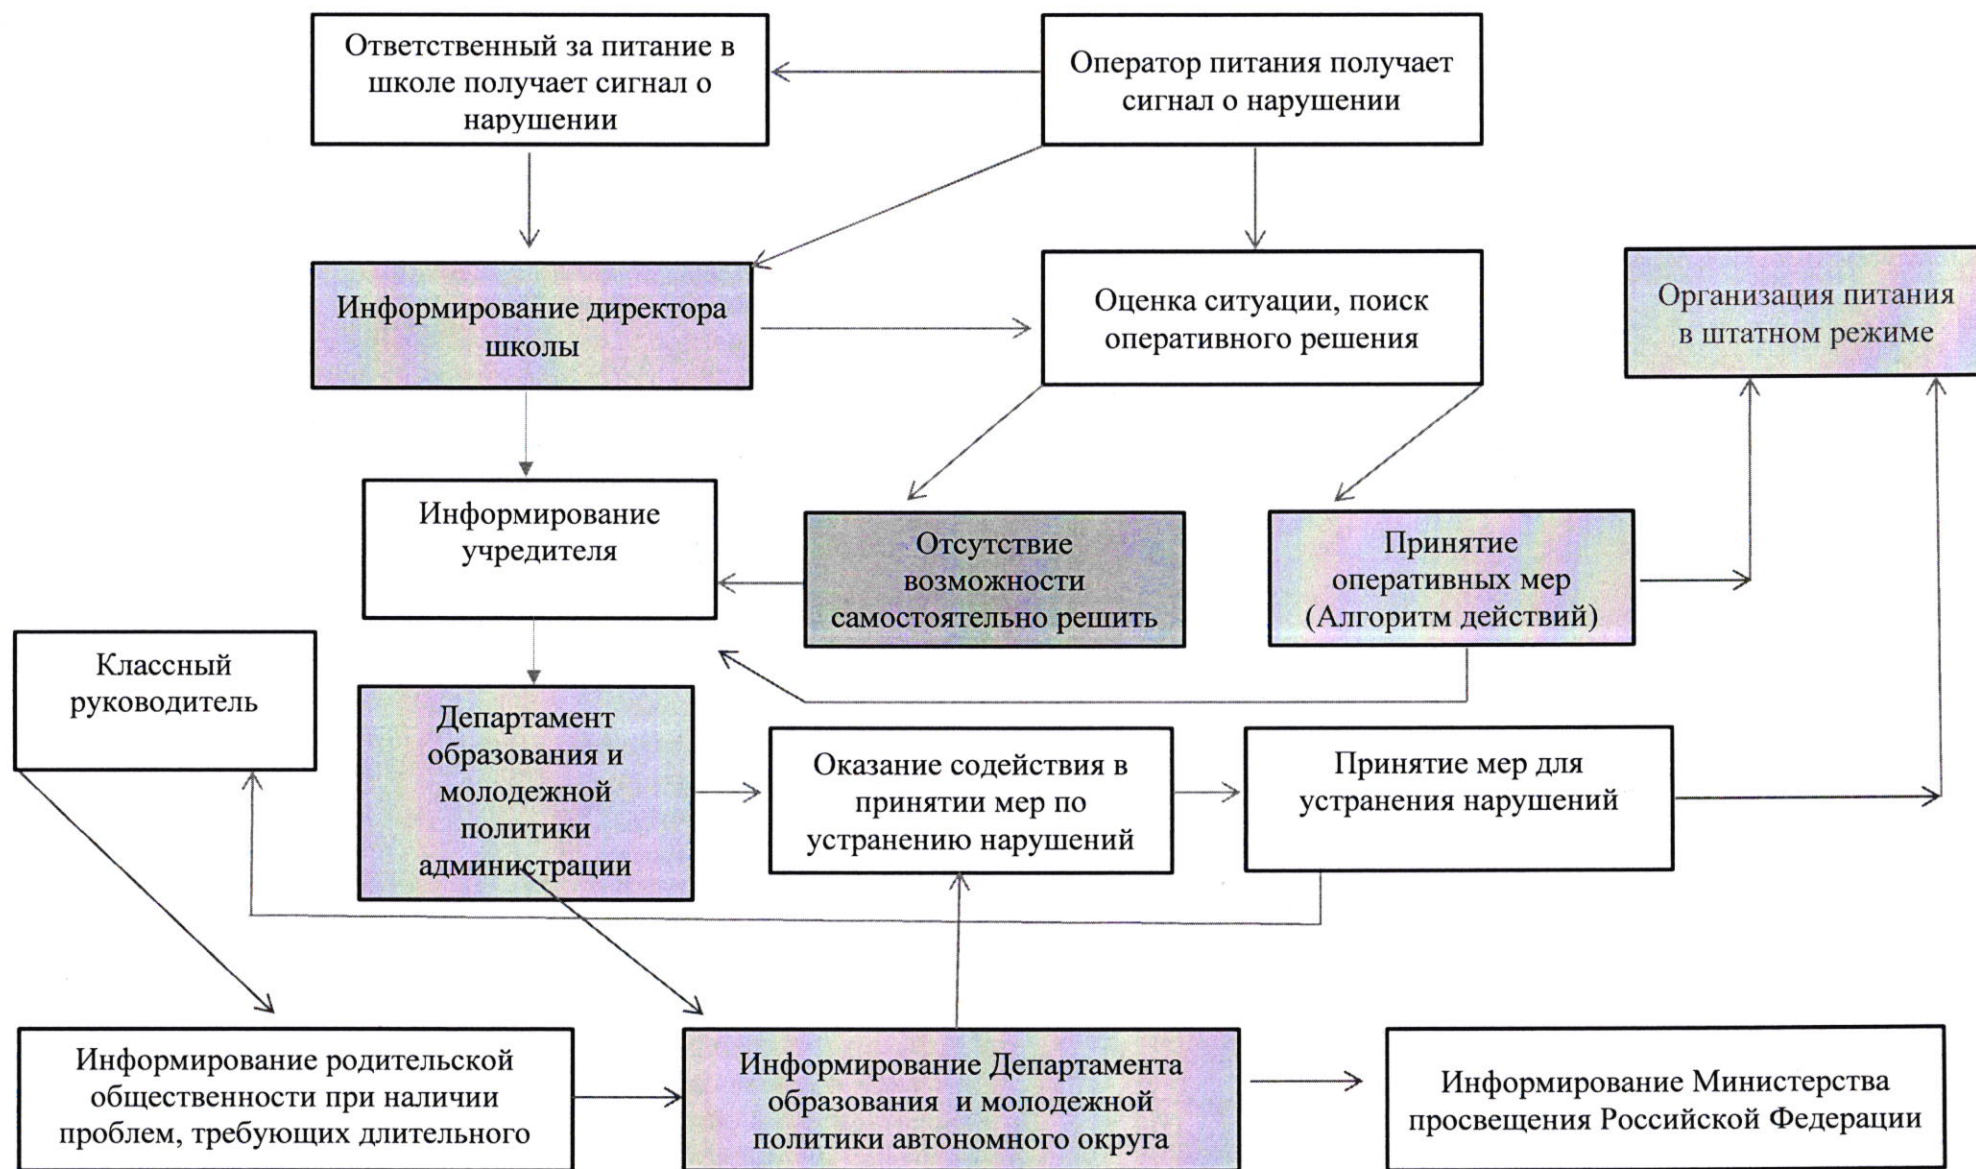 Ответственный за питание в
школе получает сигнал о
нарушении
Оператор питания получает
сигнал о нарушении
Информирование директора
школы
Оценка ситуации, поиск
оперативного решения
Организация питания
в штатном режиме
Информирование
учредителя
Отсутствие
возможности
самостоятельно решить
Принятие
оперативных мер
(Алгоритм действий)
Классный
руководитель
Департамент
образования и
молодежной
политики
администрации
Оказание содействия в
принятии мер по
устранению нарушений
Принятие мер для
устранения нарушений
Информирование родительской
общественности при наличии
проблем, требующих длительного
Информирование Департамента
образования и молодежной
политики автономного округа
Информирование Министерства
просвещения Российской Федерации